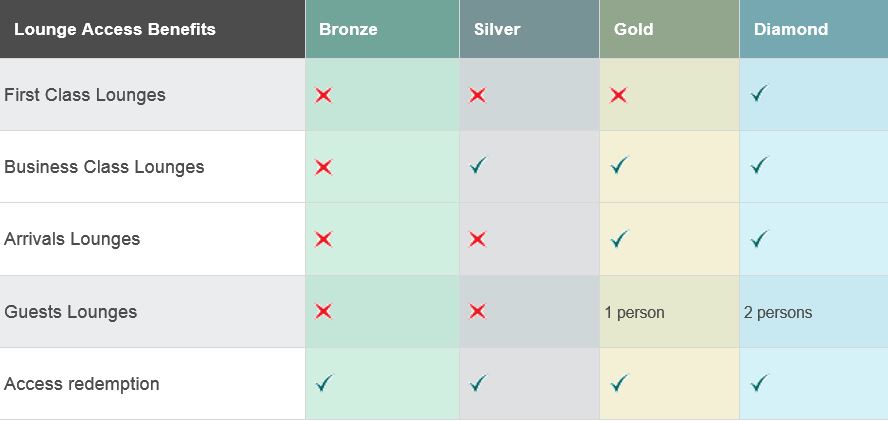 Lounge Access Benefits Bronze Silver Gold Diamond
First Class Lounges
Business Class Lounges
Arrivals Lounges
Guests Lounges 1 person 2 persons
Access redemption